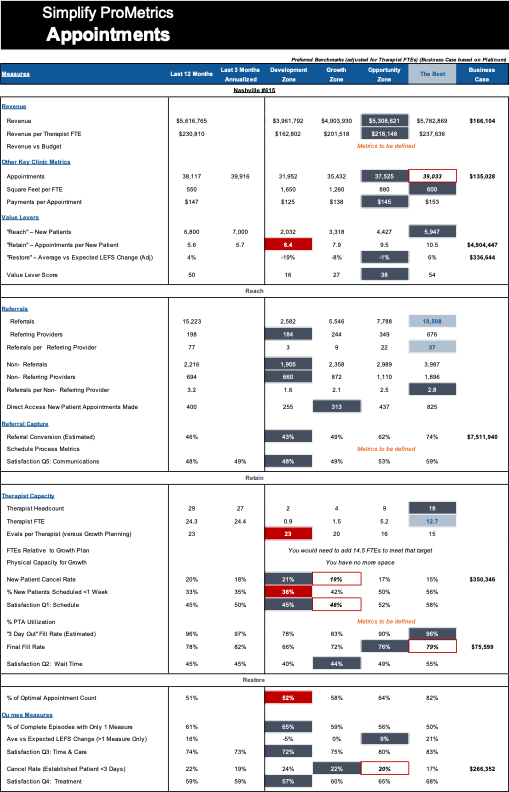 Simplify ProMetrics
Appointments
Preferred Benchmarks (adjusted for Therapist FTEs) (Business Case based on Platinum)
Measures Last 12 Months Last 3 Months Annualized Development Zone Growth Zone Opportunity Zone The Best Business Case
Nashville #615
Revenue
Revenue $5,616,765 $3,961,792 $4,903,930 $5,308,621 $5,782,869 $166,104
Revenue per Therapist FTE $230,810 $162,802 $201,518 $218,148 $237,636
Revenue vs Budget Metrics to be defined
Other Key Clinic Metrics
Appointments 38,117 39,916 31,952 35,432 37,525 39,033 $135,028
Square Feet per FTE 550 1,650 1,260 880 600
Payments per Appointment $147 $125 $138 $145 $153
Value Levers
"Reach" – New Patients 6,800 7,000 2,032 3,318 4,427 5,947
"Retain" – Appointments per New Patient 5.6 5.7 6.4 7.9 9.5 10.5 $4,904,447
"Restore" – Average vs Expected LEFS Change (Adj) 4% -19% -8% -1% 6% $336,644
Value Lever Score 50 16 27 38 54
Reach
Referrals
Referrals 15,223 2,582 5,546 7,788 10,508
Referring Providers 198 184 244 349 676
Referrals per Referring Provider 77 3 9 22 37
Non- Referrals 2,216 1,905 2,358 2,989 3,987
Non- Referring Providers 694 660 872 1,110 1,896
Referrals per Non- Referring Provider 3.2 1.6 2.1 2.5 2.8
Direct Access New Patient Appointments Made 400 255 313 437 825
Referral Capture
Referral Conversion (Estimated) 46% 43% 49% 62% 74% $7,511,940
Schedule Process Metrics Metrics to be defined
Satisfaction Q5: Communications 48% 49% 48% 49% 53% 59%
Retain
Therapist Capacity
Therapist Headcount 29 27 2 4 9 18
Therapist FTE 24.3 24.4 0.9 1.5 5.2 12.7
Evals per Therapist (versus Growth Planning) 23 23 20 16 15
FTEs Relative to Growth Plan You would need to add 14.5 FTEs to meet that target
Physical Capacity for Growth You have no more space
New Patient Cancel Rate 20% 18% 21% 19% 17% 15% $350,346
% New Patients Scheduled <1 Week 33% 35% 36% 42% 50% 56%
Satisfaction Q1: Schedule 45% 50% 45% 48% 52% 58%
% PTA Utilization Metrics to be defined
"3 Day Out" Fill Rate (Estimated) 96% 97% 78% 83% 90% 96%
Final Fill Rate 78% 82% 66% 72% 76% 79% $75,599
Satisfaction Q2: Wait Time 45% 45% 40% 44% 49% 55%
Restore
% of Optimal Appointment Count 51% 52% 58% 64% 82%
Ou mes Measures
% of Complete Episodes with Only 1 Measure 61% 65% 59% 56% 50%
Ave vs Expected LEFS Change (>1 Measure Only) 16% -5% 0% 9% 21%
Satisfaction Q3: Time & Care 74% 73% 72% 75% 80% 83%
Cancel Rate (Established Patient <3 Days) 22% 19% 24% 22% 20% 17% $266,352
Satisfaction Q4: Treatment 59% 59% 57% 60% 65% 68%